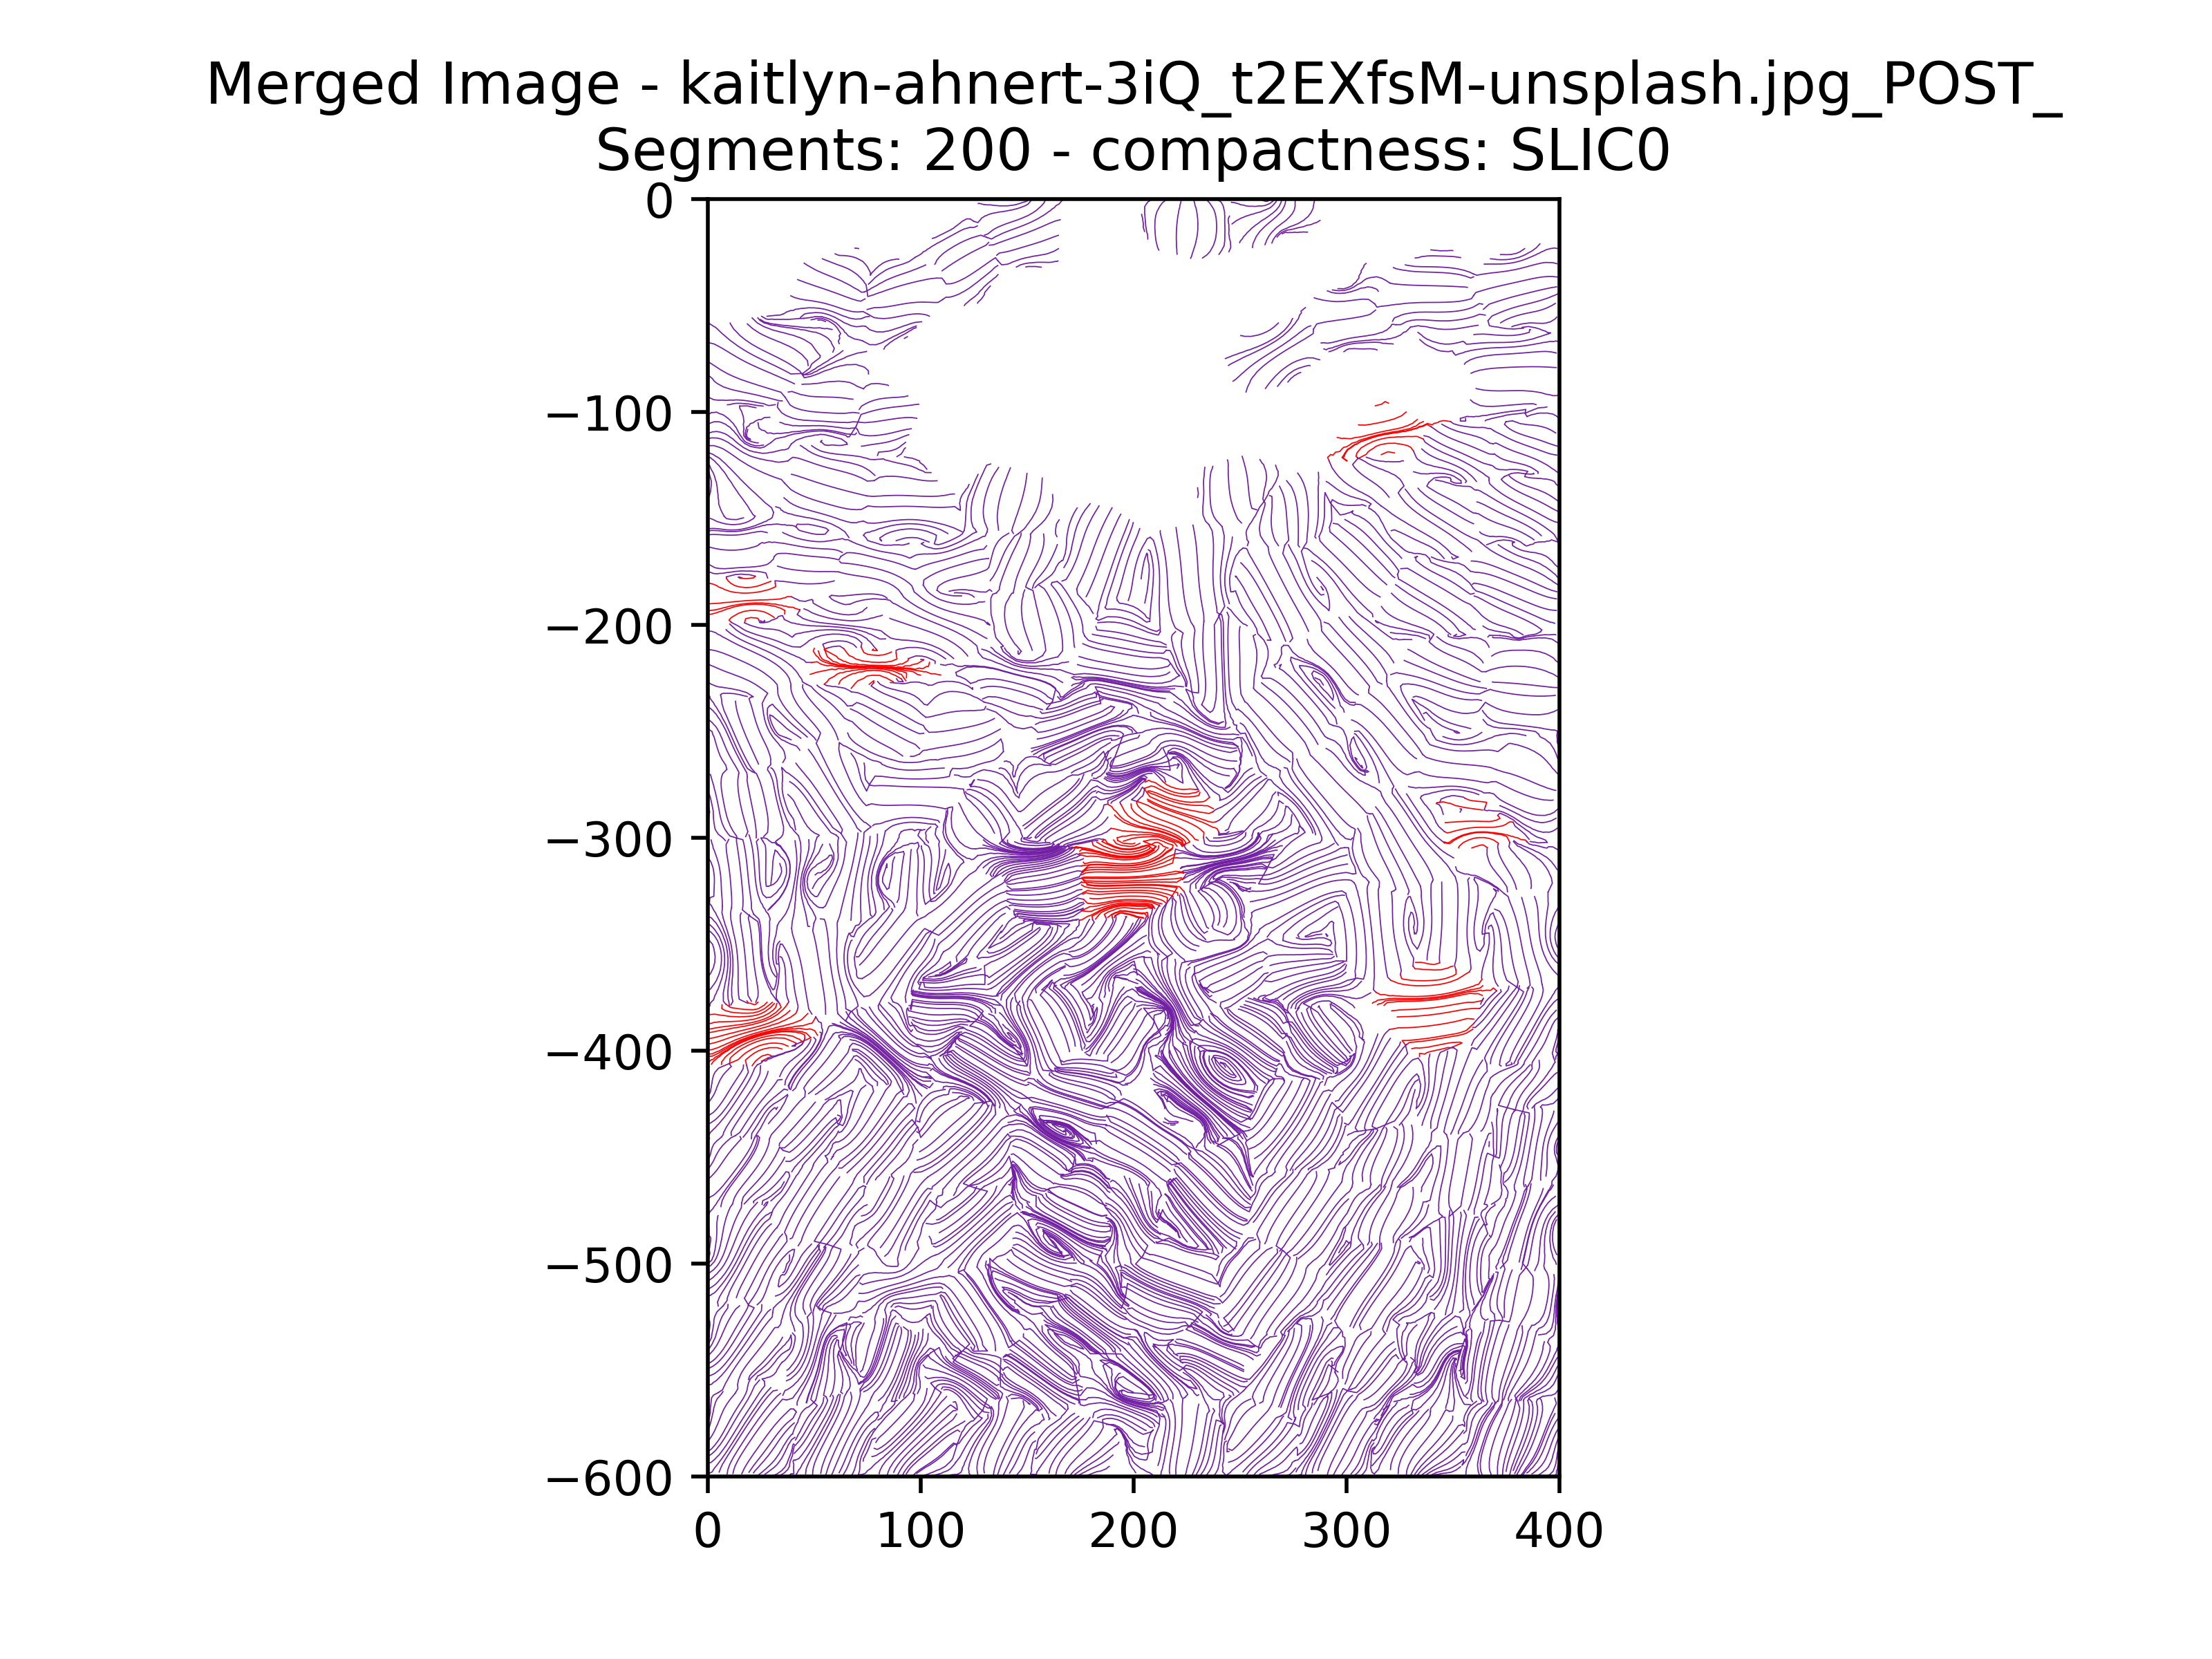 Merged Image - kaitlyn-ahnert-3iQ_t2EXfsM-unsplash.jpg_POST_
Segments: 200 - compactness: SLIC0
0
−100
−200
−300
−400
−500
−600
0 100 200 300 400